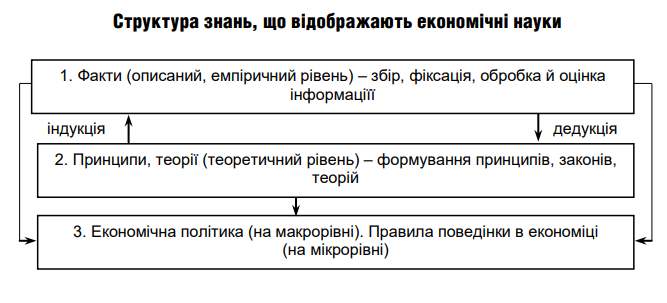 Структура знань, що відображають економічні науки
1. Факти (описаний, емпіричний рівень) – збір, фіксація, обробка й оцінка
інформаціїї
індукція
дедукція
2. Принципи, теорії (теоретичний рівень) – формування принципів, законів,
теорій
3. Економічна політика (на макрорівні). Правила поведінки в економіці
(на мікрорівні)